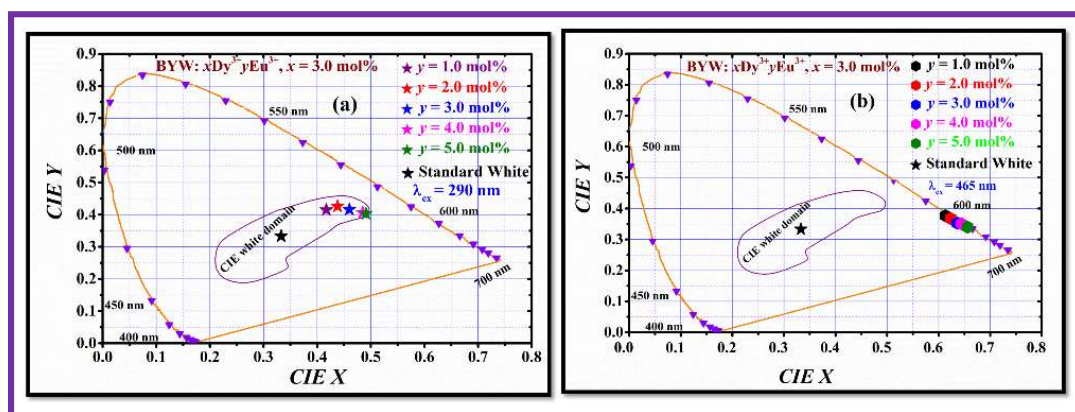 BYW: xDy³⁺yEu³⁺, x = 3.0 mol%
(a)
y = 1.0 mol%
y = 2.0 mol%
y = 3.0 mol%
y = 4.0 mol%
y = 5.0 mol%
Standard White
λex = 290 nm
550 nm
500 nm
600 nm
CIE white domain
450 nm
400 nm
700 nm
0.9
0.8
0.7
0.6
0.5
0.4
0.3
0.2
0.1
0.0
CIE Y
0.0 0.1 0.2 0.3 0.4 0.5 0.6 0.7 0.8
CIE X
BYW: xDy³⁺yEu³⁺, x = 3.0 mol%
(b)
y = 1.0 mol%
y = 2.0 mol%
y = 3.0 mol%
y = 4.0 mol%
y = 5.0 mol%
Standard White
λex = 465 nm
550 nm
500 nm
600 nm
CIE white domain
450 nm
400 nm
700 nm
0.9
0.8
0.7
0.6
0.5
0.4
0.3
0.2
0.1
0.0
CIE Y
0.0 0.1 0.2 0.3 0.4 0.5 0.6 0.7 0.8
CIE X